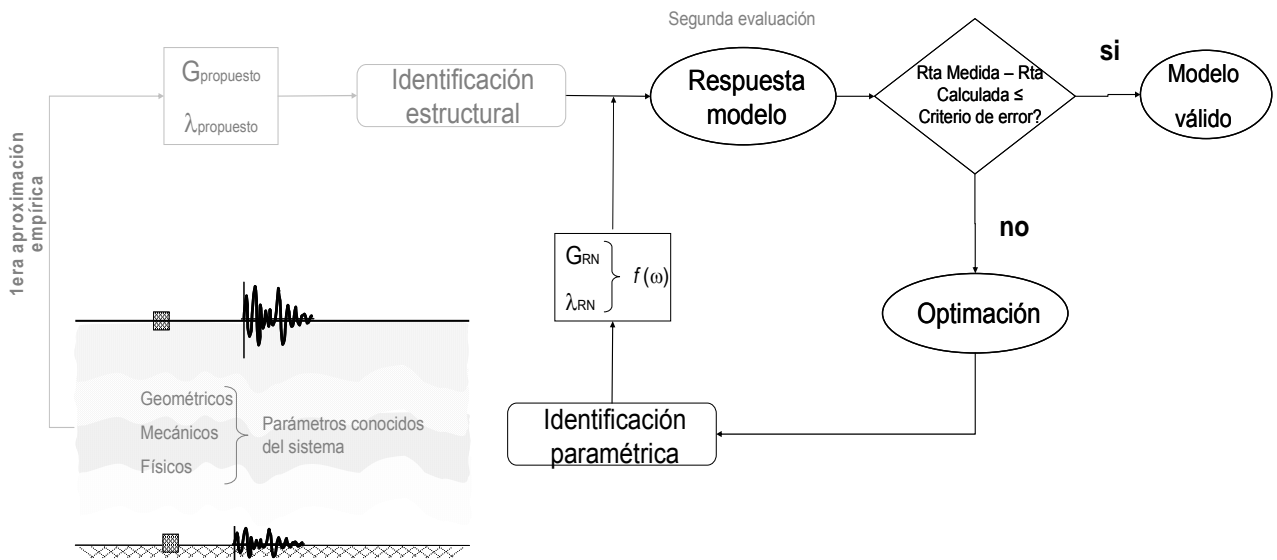 Segunda evaluación
Gpropuesto
λpropuesto
Identificación
estructural
Respuesta
modelo
Rta Medida – Rta
Calculada ≤
Criterio de error?
si
Modelo
válido
1era aproximación
empírica
no
GRN
λRN
f (ω)
Optimación
Geométricos
Mecánicos
Físicos
Parámetros conocidos
del sistema
Identificación
paramétrica